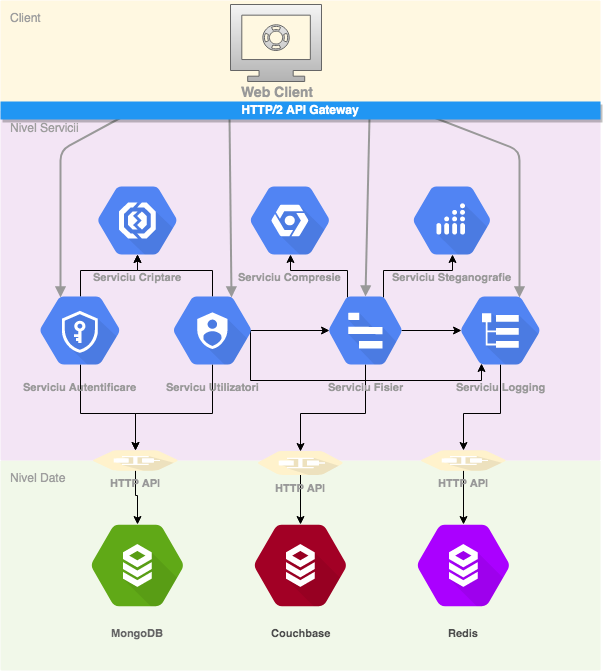 Client
Web Client
HTTP/2 API Gateway
Nivel Servicii
Serviciu Criptare
Serviciu Compresie
Serviciu Steganografie
Serviciu Autentificare
Serviciu Utilizatori
Serviciu Fisier
Serviciu Logging
Nivel Date
HTTP API
HTTP API
HTTP API
MongoDB
Couchbase
Redis